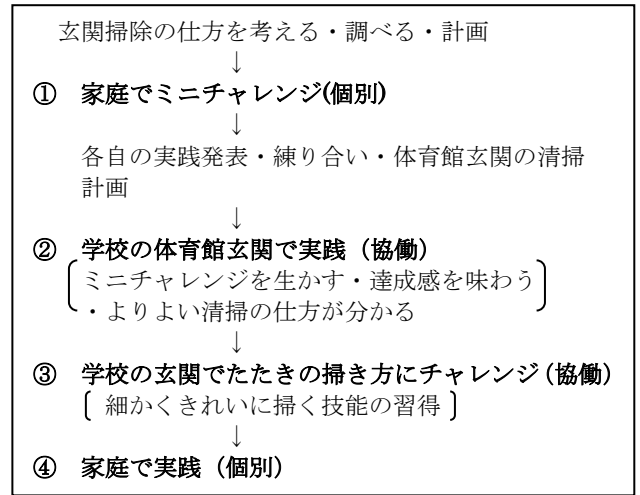 玄関掃除の仕方を考える・調べる・計画
↓
① 家庭でミニチャレンジ(個別)
↓
各自の実践発表・練り合い・体育館玄関の清掃
計画
↓
② 学校の体育館玄関で実践（協働）
ミニチャレンジを生かす・達成感を味わう
・よりよい清掃の仕方が分かる
↓
③ 学校の玄関でたたきの掃き方にチャレンジ(協働)
〔 細かくきれいに掃く技能の習得 〕
↓
④ 家庭で実践（個別）